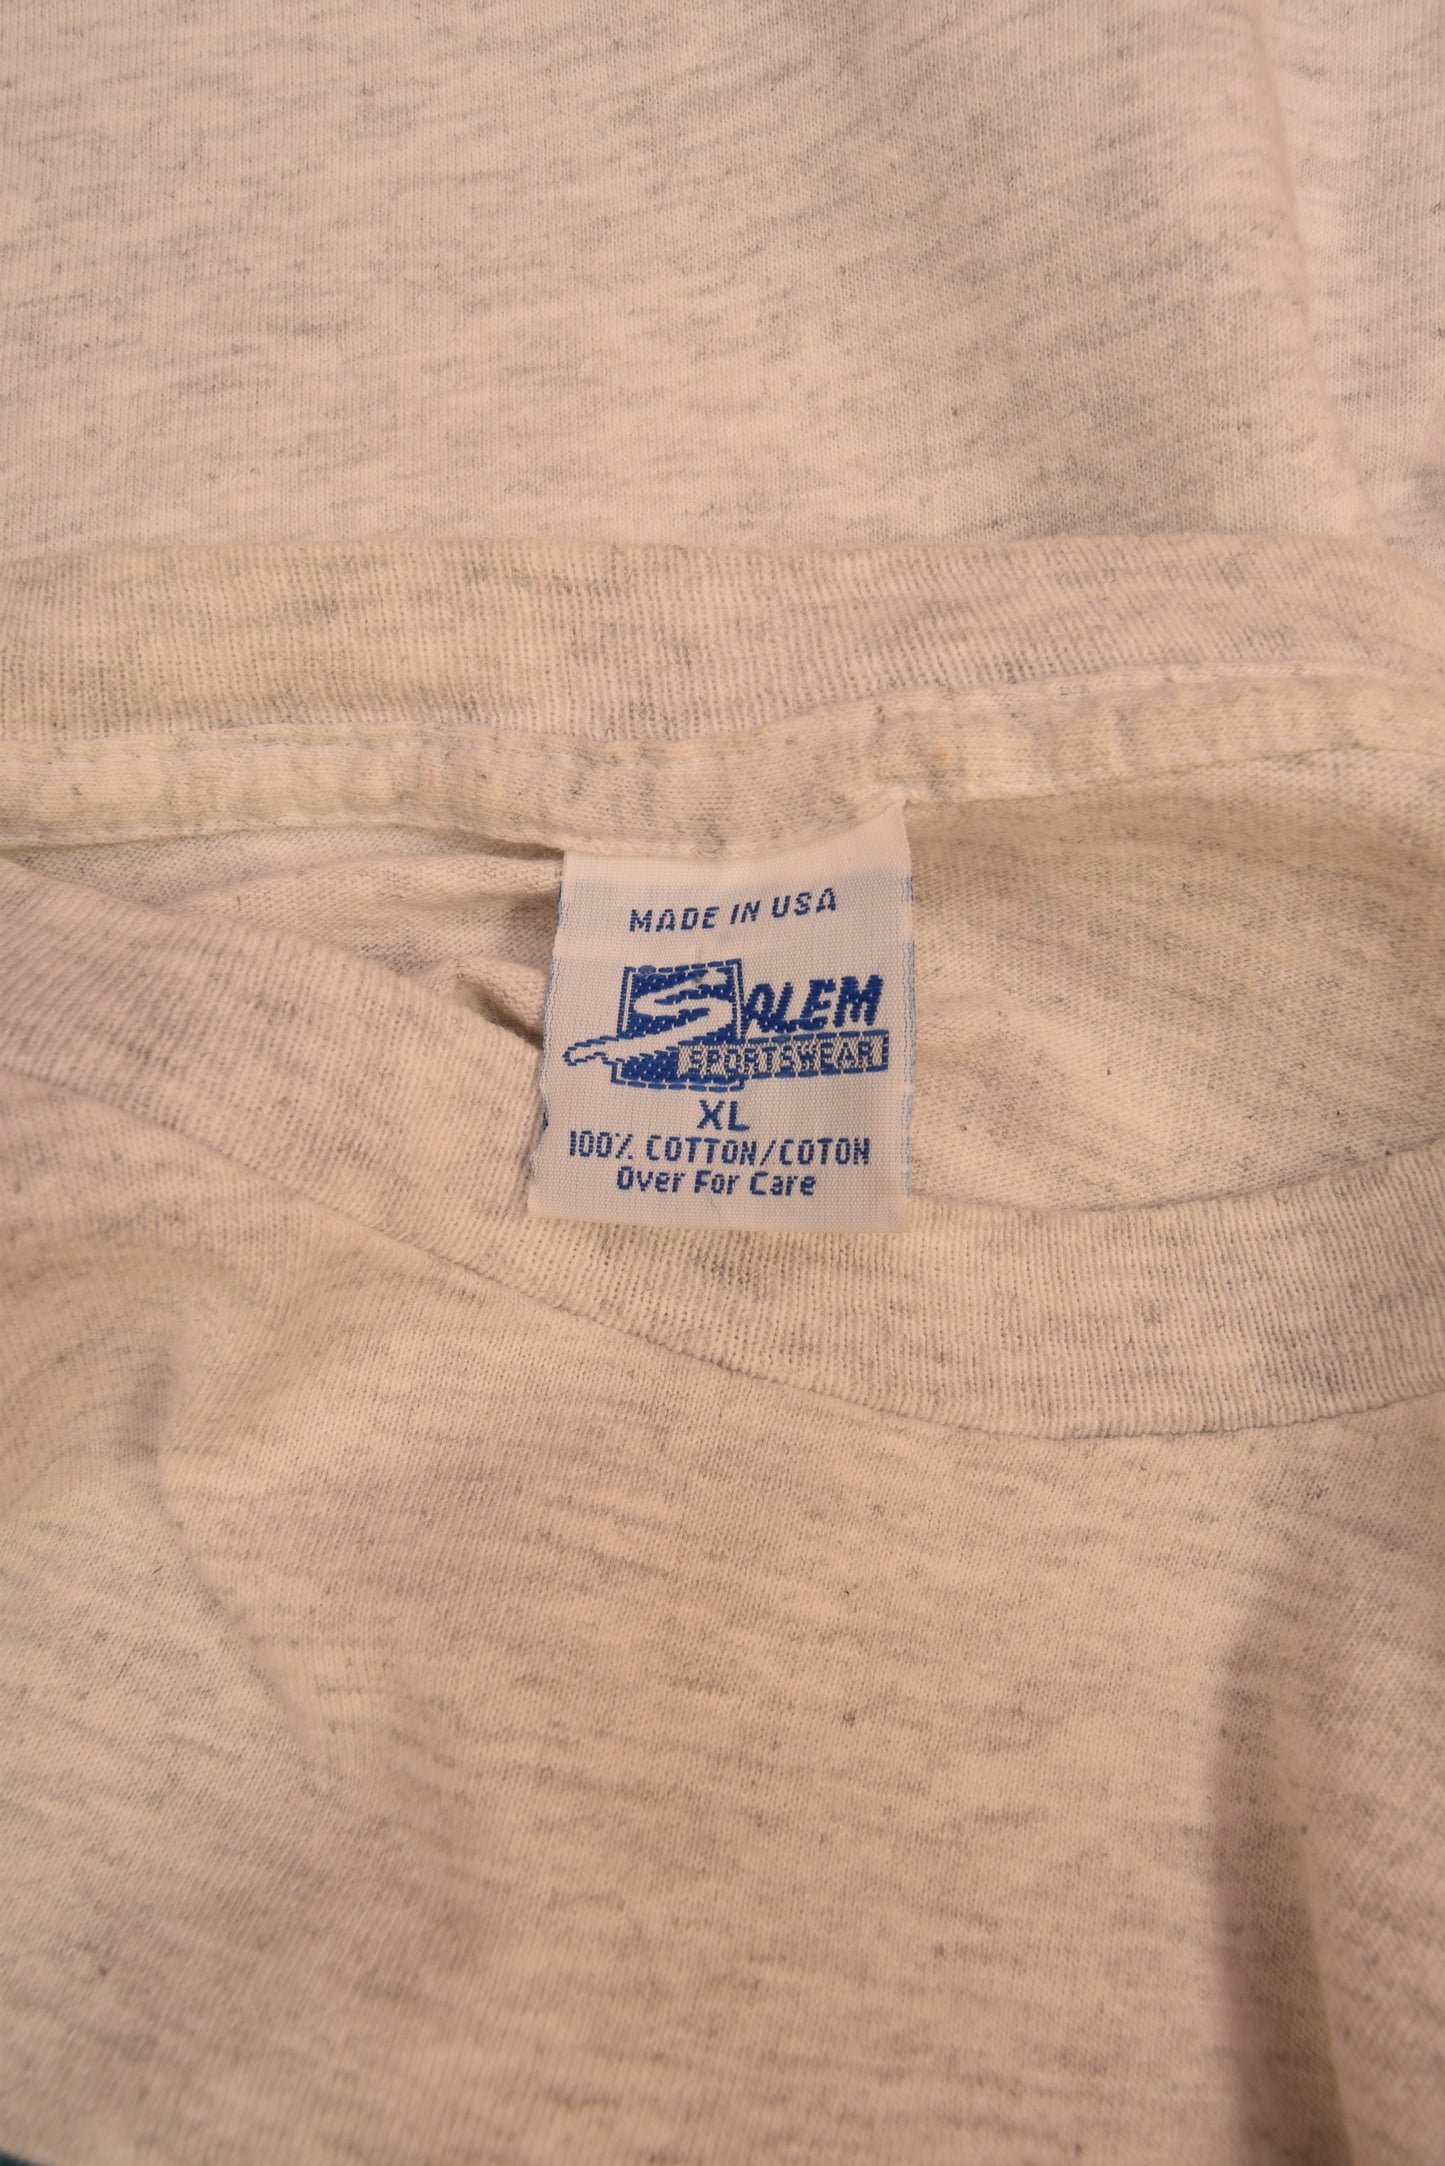 MADE IN USA
SALEM
SPORTSWEAR
XL
100% COTTON/COTON
Over For Care